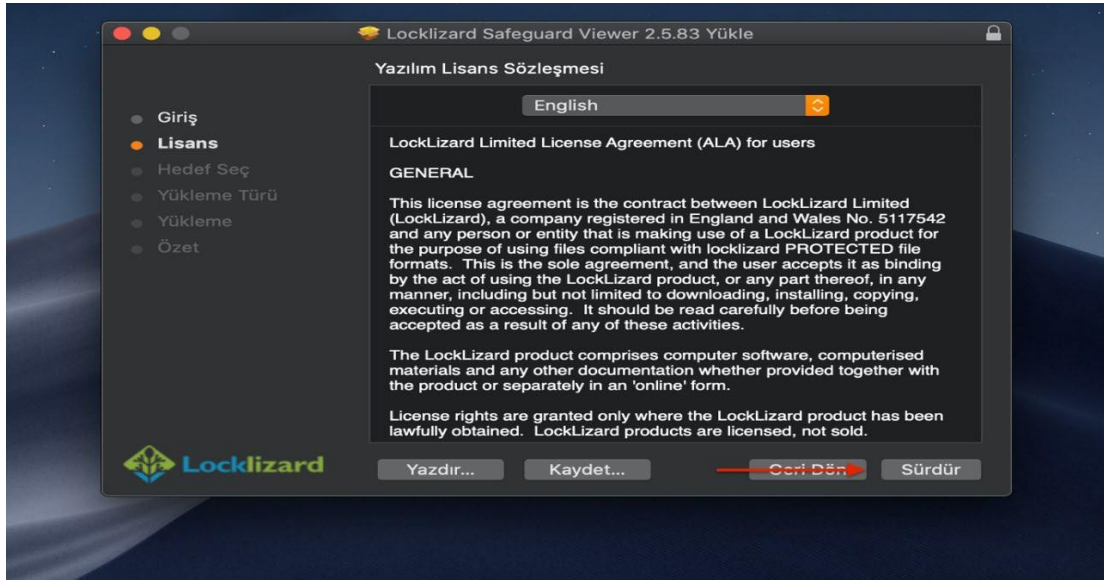 Locklizard Safeguard Viewer 2.5.83 Yükle
Yazılım Lisans Sözleşmesi
Giriş
Lisans
Hedef Seç
Yükleme Türü
Yükleme
Özet
English
LockLizard Limited License Agreement (ALA) for users
GENERAL
This license agreement is the contract between LockLizard Limited
(LockLizard), a company registered in England and Wales No. 5117542
and any person or entity that is making use of a LockLizard product for
the purpose of using files compliant with locklizard PROTECTED file
formats.  This is the sole agreement, and the user accepts it as binding
by the act of using the LockLizard product, or any part thereof, in any
manner, including but not limited to downloading, installing, copying,
executing or accessing.  It should be read carefully before being
accepted as a result of any of these activities.
The LockLizard product comprises computer software, computerised
materials and any other documentation whether provided together with
the product or separately in an 'online' form.
License rights are granted only where the LockLizard product has been
lawfully obtained.  LockLizard products are licensed, not sold.
Locklizard
Yazdır...
Kaydet...
Geri Dön
Sürdür